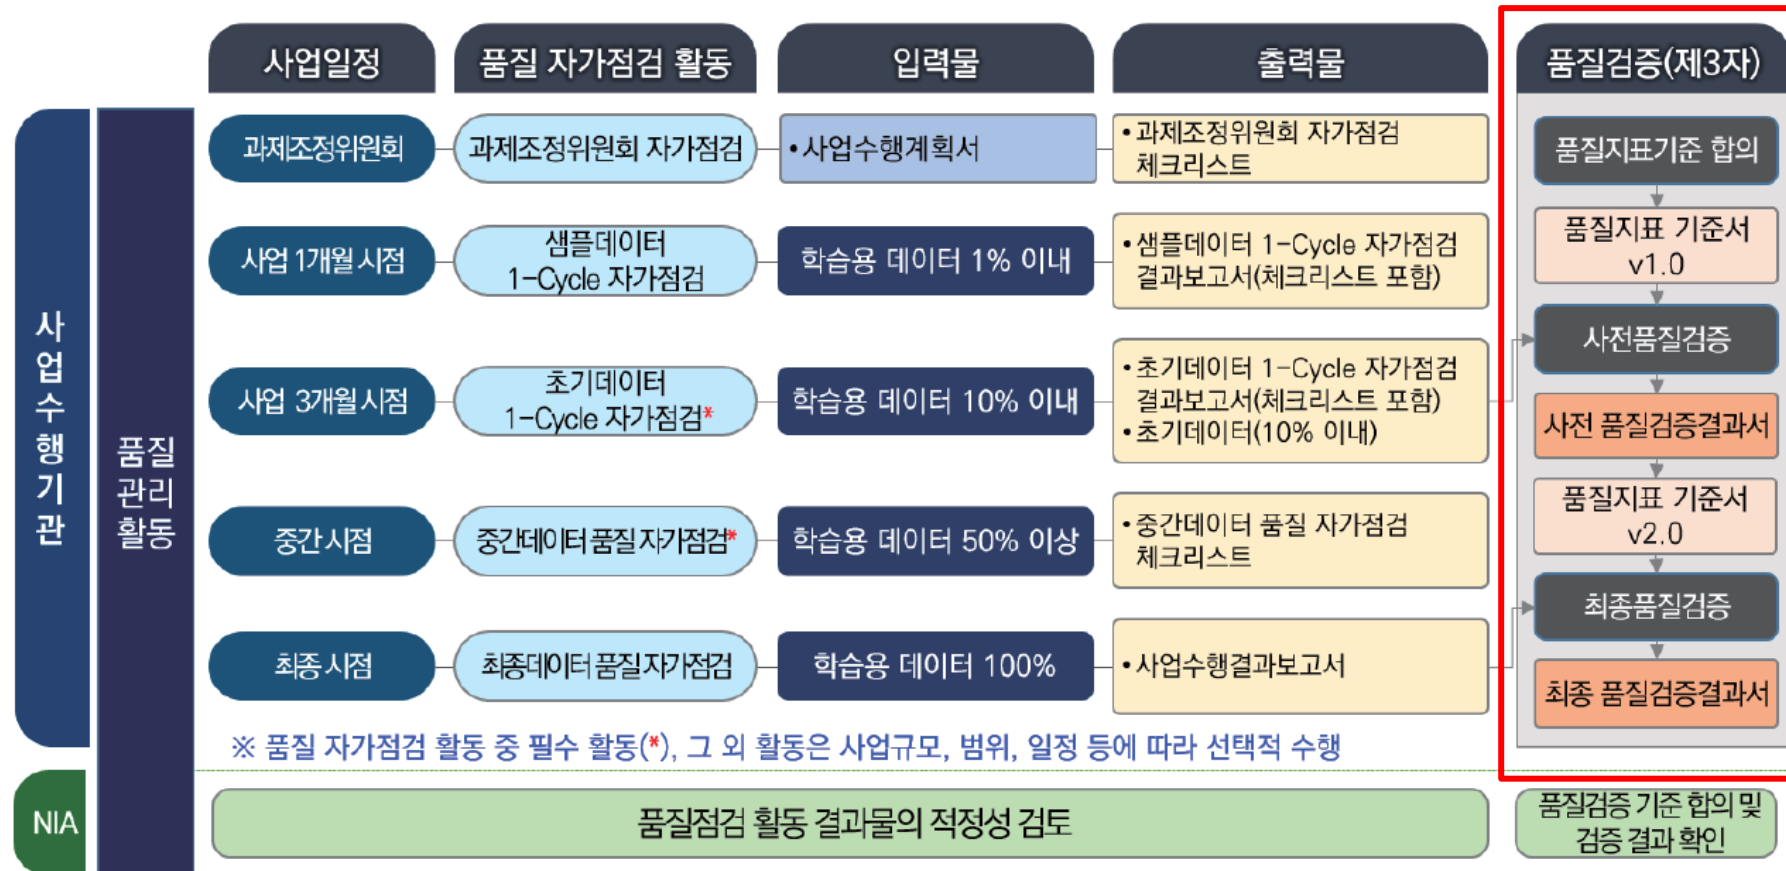 사업일정
품질 자가점검 활동
입력물
출력물
품질검증(제3자)
사업수행기관
품질
관리
활동
과제조정위원회
과제조정위원회 자가점검
•사업수행계획서
•과제조정위원회 자가점검
체크리스트
사업 1개월 시점
샘플데이터
1-Cycle 자가점검
학습용 데이터 1% 이내
•샘플데이터 1-Cycle 자가점검
결과보고서(체크리스트 포함)
사업 3개월 시점
초기데이터
1-Cycle 자가점검*
학습용 데이터 10% 이내
•초기데이터 1-Cycle 자가점검
결과보고서(체크리스트 포함)
•초기데이터(10% 이내)
중간 시점
중간데이터 품질 자가점검*
학습용 데이터 50% 이상
•중간데이터 품질 자가점검
체크리스트
최종 시점
최종데이터 품질 자가점검
학습용 데이터 100%
•사업수행결과보고서
품질지표기준 합의
품질지표 기준서
v1.0
사전품질검증
사전 품질검증결과서
품질지표 기준서
v2.0
최종품질검증
최종 품질검증결과서
※ 품질 자가점검 활동 중 필수 활동(*), 그 외 활동은 사업규모, 범위, 일정 등에 따라 선택적 수행
NIA
품질점검 활동 결과물의 적정성 검토
품질검증 기준 합의 및
검증 결과 확인